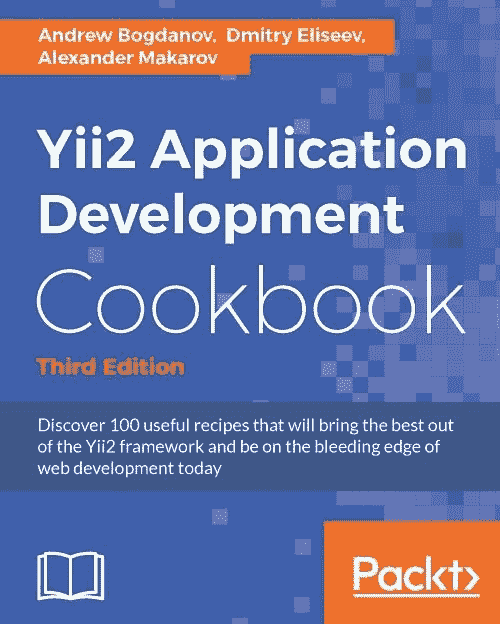 Andrew Bogdanov, Dmitry Eliseev,
Alexander Makarov
Yii2 Application
Development
Cookbook
Third Edition
Discover 100 useful recipes that will bring the best out
of the Yii2 framework and be on the bleeding edge of
web development today
Packt>